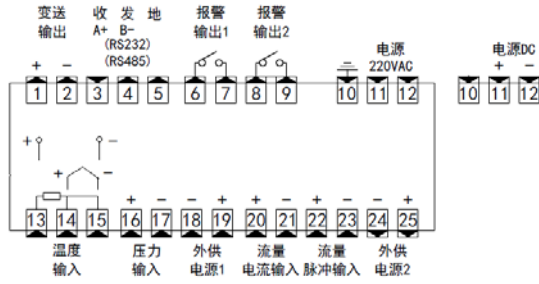 变送 收 发 地 报警 报警
输出 A+ B- 输出1 输出2 电源 电源DC
(RS232) 220VAC + −
+ − (RS485)
1 2 3 4 5 6 7 8 9 10 11 12 10 11 12
+ −
+ −
13 14 15 16 17 18 19 20 21 22 23 24 25
+ − − + + − + − − +
温度 压力 外供 流量 流量 外供
输入 输入 电源1 电流输入 脉冲输入 电源2